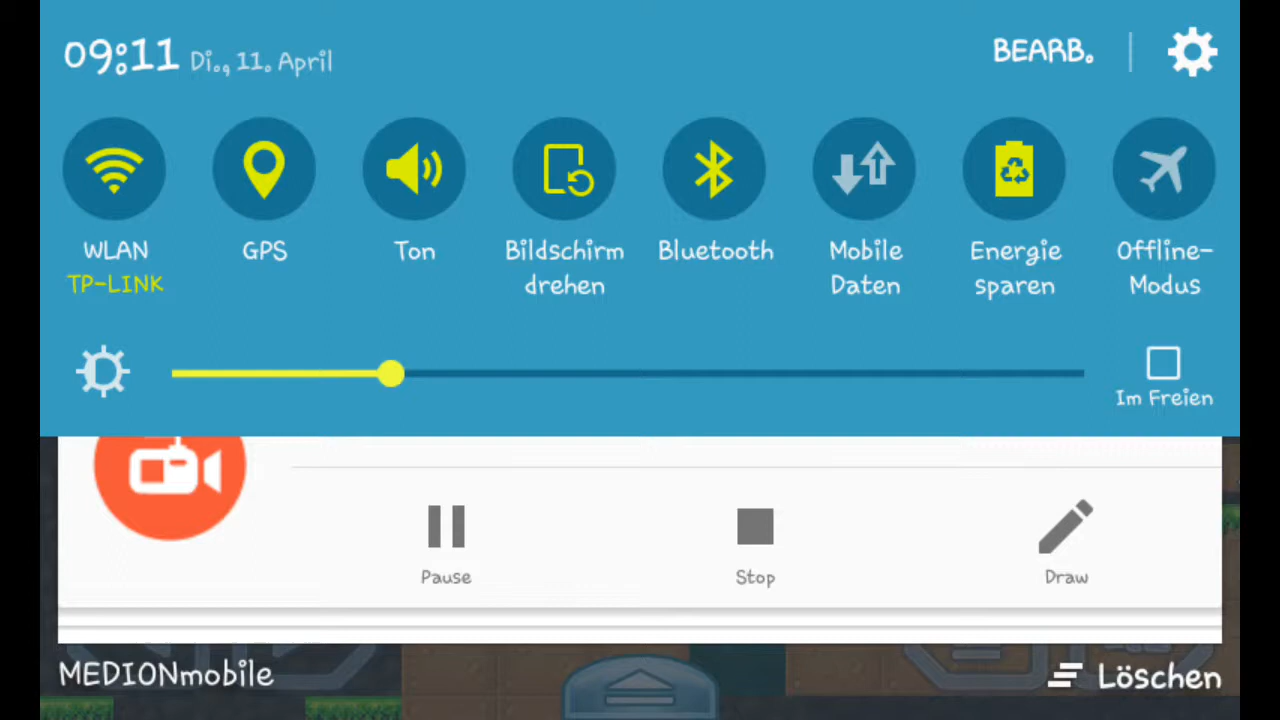 09:11 Di., 11. April
BEARB.
WLAN
TP-LINK
GPS
Ton
Bildschirm
drehen
Bluetooth
Mobile
Daten
Energie
sparen
Offline-
Modus
Im Freien
Pause
Stop
Draw
MEDIONmobile
Löschen